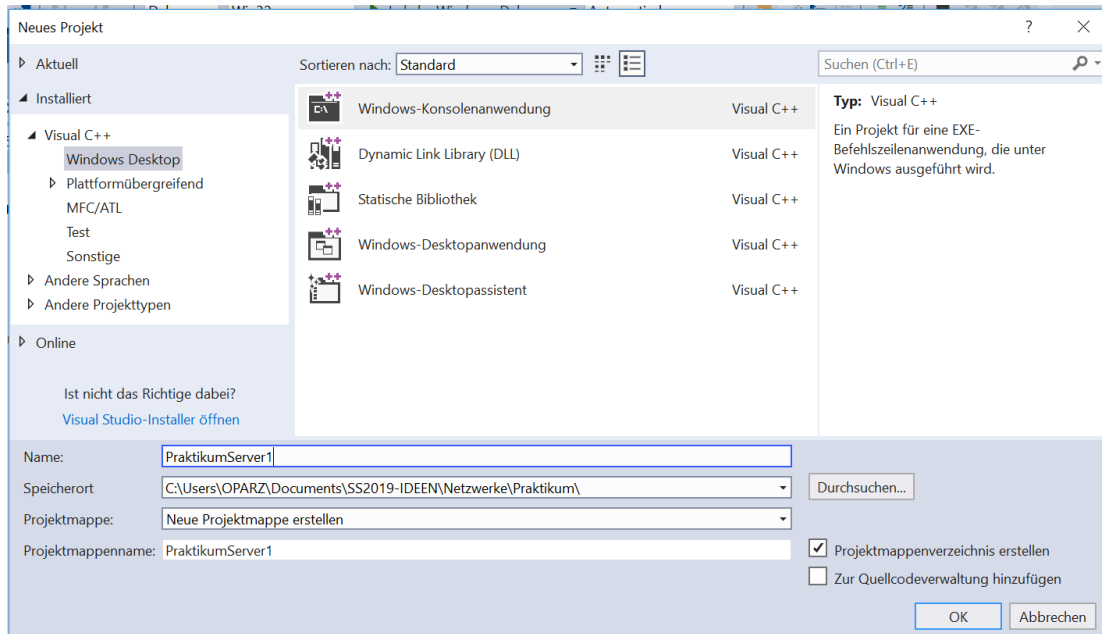 Neues Projekt ?
Aktuell
Sortieren nach: Standard
Suchen (Ctrl+E)
Installiert
Visual C++
Windows Desktop
Plattformübergreifend
MFC/ATL
Test
Sonstige
Andere Sprachen
Andere Projekttypen
Online
Ist nicht das Richtige dabei?
Visual Studio-Installer öffnen
Windows-Konsolenanwendung Visual C++
Dynamic Link Library (DLL) Visual C++
Statische Bibliothek Visual C++
Windows-Desktopanwendung Visual C++
Windows-Desktopassistent Visual C++
Typ: Visual C++
Ein Projekt für eine EXE-
Befehlszeilenanwendung, die unter
Windows ausgeführt wird.
Name: PraktikumServer1
Speicherort C:\Users\OPARZ\Documents\SS2019-IDEEN\Netzwerke\Praktikum\
Durchsuchen...
Projektmappe: Neue Projektmappe erstellen
Projektmappenname: PraktikumServer1
Projektmappenverzeichnis erstellen
Zur Quellcodeverwaltung hinzufügen
OK Abbrechen